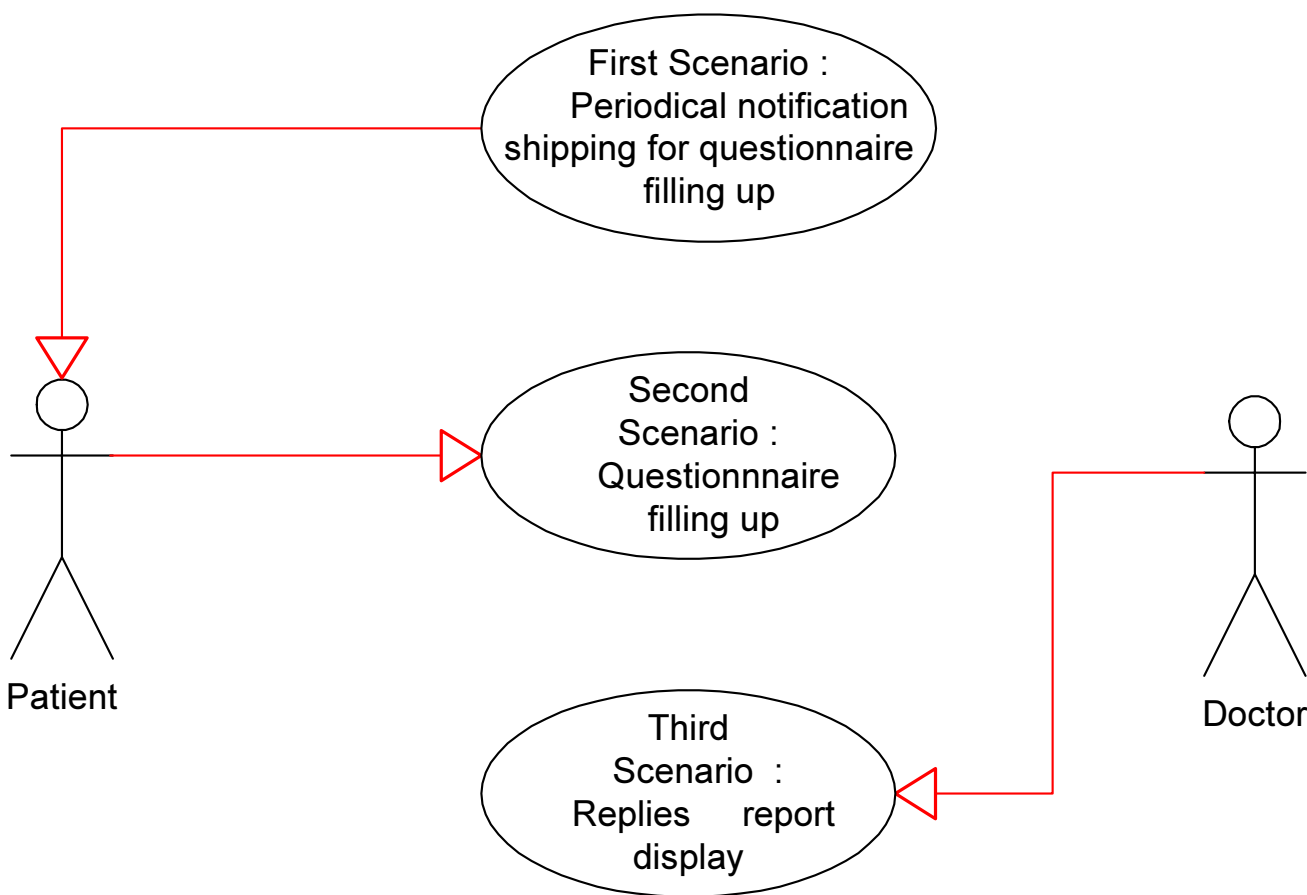 First Scenario :
Periodical notification
shipping for questionnaire
filling up
Second
Scenario :
Questionnnaire
filling up
Patient
Doctor
Third
Scenario :
Replies report
display